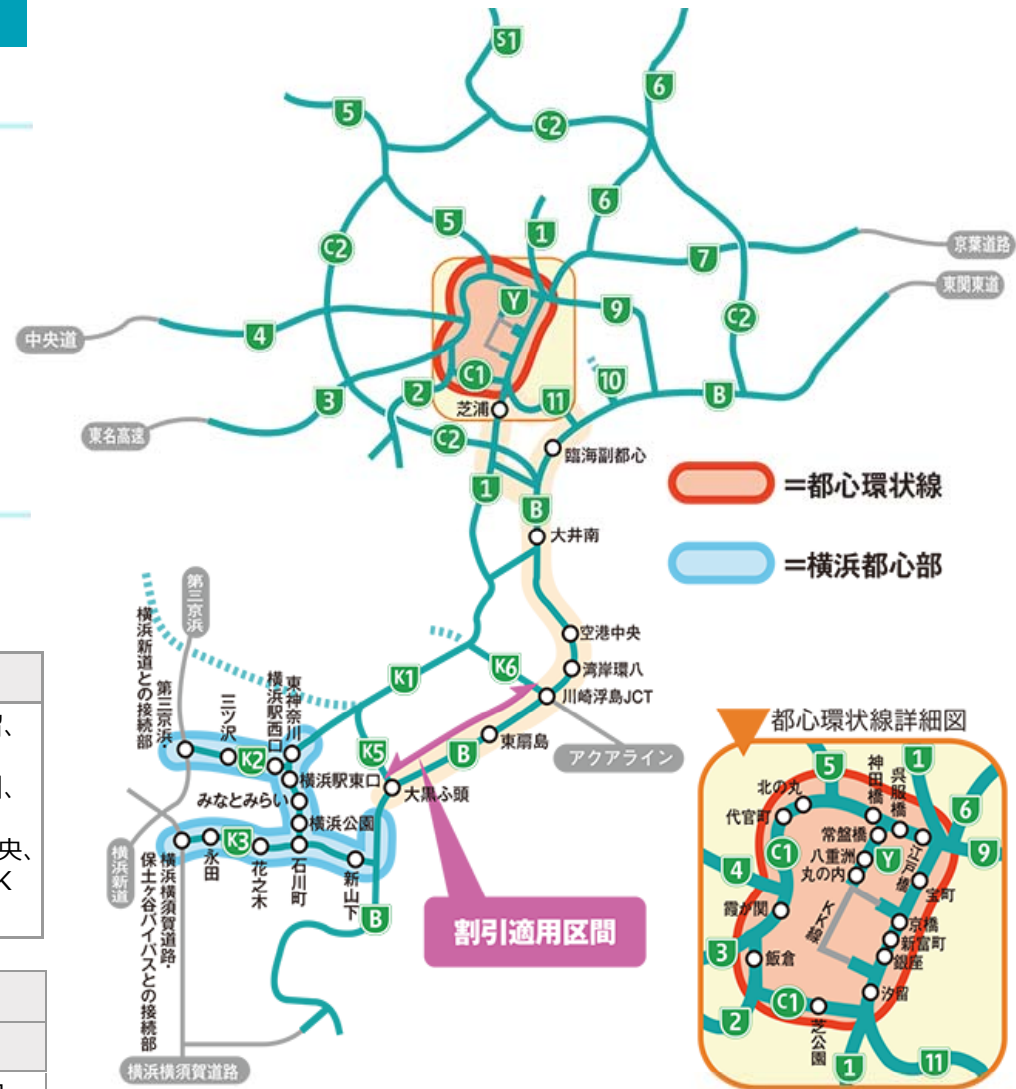 S1
6
5
C2
6
5
1
C2
7
京葉道路
東関東道
Y
9
C2
中央道
4
10
C1
2
11
B
3
芝浦
東名高速
C2
臨海副都心
1
=都心環状線
B
大井南
=横浜都心部
第三京浜
空港中央
湾岸環八
K1
K6
川崎浮島JCT
第三京浜・
横浜新道との接続部
三ツ沢
横浜駅西口
東神奈川
K2
K5
B
東扇島
アクアライン
横浜駅東口
大黒ふ頭
みなとみらい
横浜公園
K3
永田
花之木
石川町
新山下
横浜新道
横浜横須賀道路・
保土ヶ谷バイパスとの接続部
B
割引適用区間
横浜横須賀道路
都心環状線詳細図
5
神田橋
呉服橋
1
北の丸
代官町
6
常盤橋
C1
八重洲
Y
江戸橋
9
丸の内
4
宝町
霞が関
KK線
京橋
新富町
3
飯倉
銀座
C1
汐留
2
芝公園
1
11
、
、
央、
K